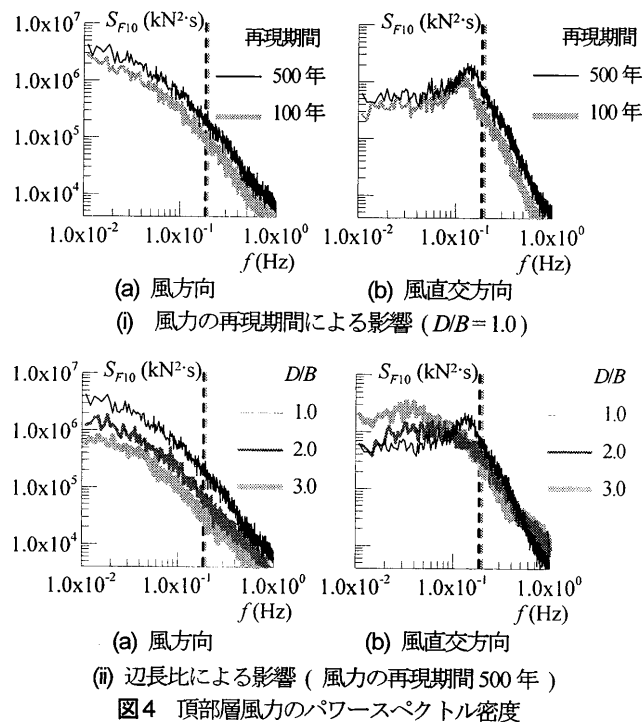 S_F10 (kN²·s) 再現期間
1.0x10⁷
1.0x10⁶
1.0x10⁵
1.0x10⁴
500 年
100 年
1.0x10⁻² 1.0x10⁻¹ 1.0x10⁰
f(Hz)
(a) 風方向
S_F10 (kN²·s) 再現期間
500 年
100 年
1.0x10⁻² 1.0x10⁻¹ 1.0x10⁰
f(Hz)
(b) 風直交方向
(i) 風力の再現期間による影響 ( D/B=1.0 )
S_F10 (kN²·s) D/B
1.0x10⁷
1.0x10⁶
1.0x10⁵
1.0x10⁴
1.0
2.0
3.0
1.0x10⁻² 1.0x10⁻¹ 1.0x10⁰
f(Hz)
(a) 風方向
S_F10 (kN²·s) D/B
1.0
2.0
3.0
1.0x10⁻² 1.0x10⁻¹ 1.0x10⁰
f(Hz)
(b) 風直交方向
(ii) 辺長比による影響 ( 風力の再現期間 500 年 )
図4 頂部層風力のパワースペクトル密度